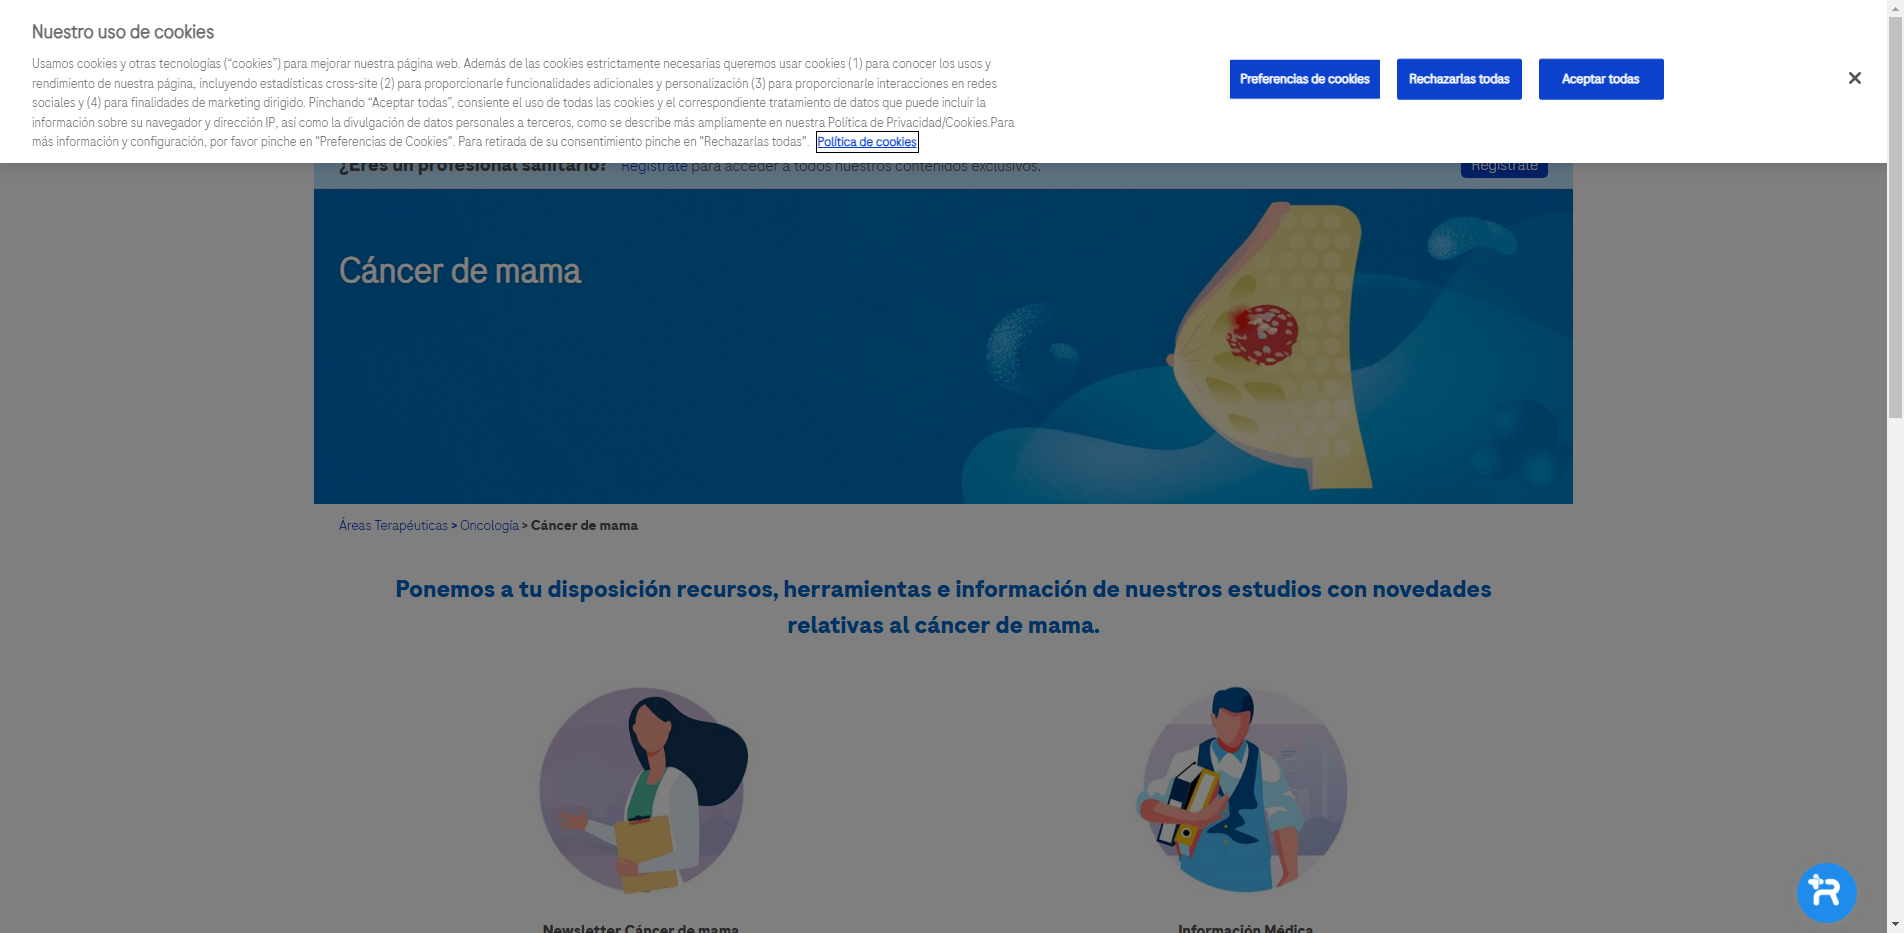 Nuestro uso de cookies
Usamos cookies y otras tecnologías (“cookies”) para mejorar nuestra página web. Además de las cookies estrictamente necesarias queremos usar cookies (1) para conocer los usos y
rendimiento de nuestra página, incluyendo estadísticas cross-site (2) para proporcionarle funcionalidades adicionales y personalización (3) para proporcionarle interacciones en redes
sociales y (4) para finalidades de marketing dirigido. Pinchando “Aceptar todas”, consiente el uso de todas las cookies y el correspondiente tratamiento de datos que puede incluir la
información sobre su navegador y dirección IP, así como la divulgación de datos personales a terceros, como se describe más ampliamente en nuestra Política de Privacidad/Cookies.Para
más información y configuración, por favor pinche en "Preferencias de Cookies". Para retirada de su consentimiento pinche en "Rechazarlas todas". Política de cookies
Preferencias de cookies
Rechazarlas todas
Aceptar todas
¿Eres un profesional sanitario? Regístrate para acceder a todos nuestros contenidos exclusivos.
Regístrate
Cáncer de mama
Áreas Terapéuticas > Oncología > Cáncer de mama
Ponemos a tu disposición recursos, herramientas e información de nuestros estudios con novedades
relativas al cáncer de mama.
Newsletter Cáncer de mama
Información Médica